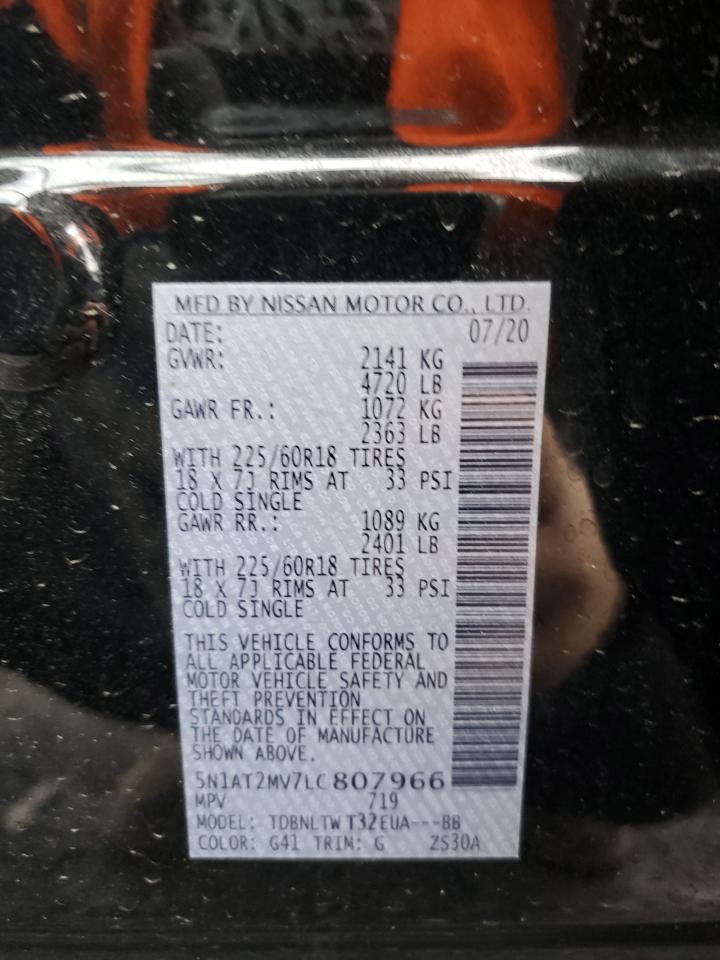 MFD BY NISSAN MOTOR CO., LTD.
DATE: 07/20
GVWR: 2141 KG
4720 LB
GAWR FR.: 1072 KG
2363 LB
WITH 225/60R18 TIRES
18 X 7J RIMS AT 33 PSI
COLD SINGLE
GAWR RR.: 1089 KG
2401 LB
WITH 225/60R18 TIRES
18 X 7J RIMS AT 33 PSI
COLD SINGLE
THIS VEHICLE CONFORMS TO
ALL APPLICABLE FEDERAL
MOTOR VEHICLE SAFETY AND
THEFT PREVENTION
STANDARDS IN EFFECT ON
THE DATE OF MANUFACTURE
SHOWN ABOVE.
5N1AT2MV7LC807966
MPV 719
MODEL: TDBNLTW T32EUA---BB
COLOR: G41 TRIM: G ZS30A